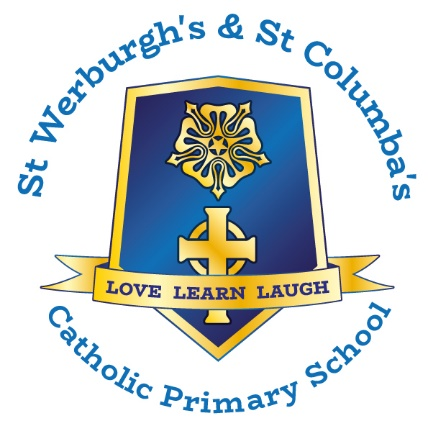 St Werburgh's & St Columba's
LOVE LEARN LAUGH
Catholic Primary School